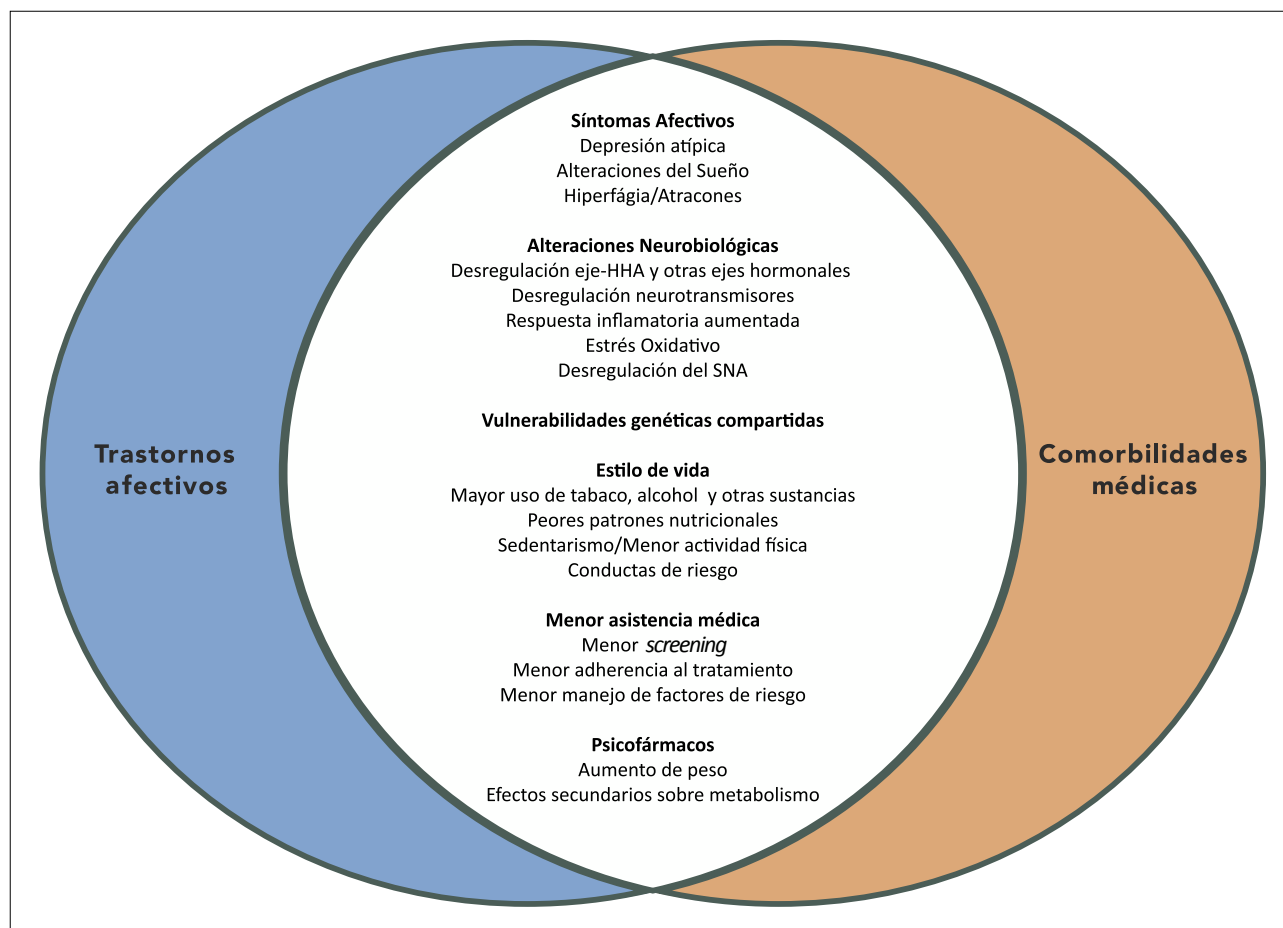 Síntomas Afectivos
Depresión atípica
Alteraciones del Sueño
Hiperfágia/Atracones
Alteraciones Neurobiológicas
Desregulación eje-HHA y otras ejes hormonales
Desregulación neurotransmisores
Respuesta inflamatoria aumentada
Estrés Oxidativo
Desregulación del SNA
Vulnerabilidades genéticas compartidas
Trastornos
afectivos
Comorbilidades
médicas
Estilo de vida
Mayor uso de tabaco, alcohol y otras sustancias
Peores patrones nutricionales
Sedentarismo/Menor actividad física
Conductas de riesgo
Menor asistencia médica
Menor screening
Menor adherencia al tratamiento
Menor manejo de factores de riesgo
Psicofármacos
Aumento de peso
Efectos secundarios sobre metabolismo